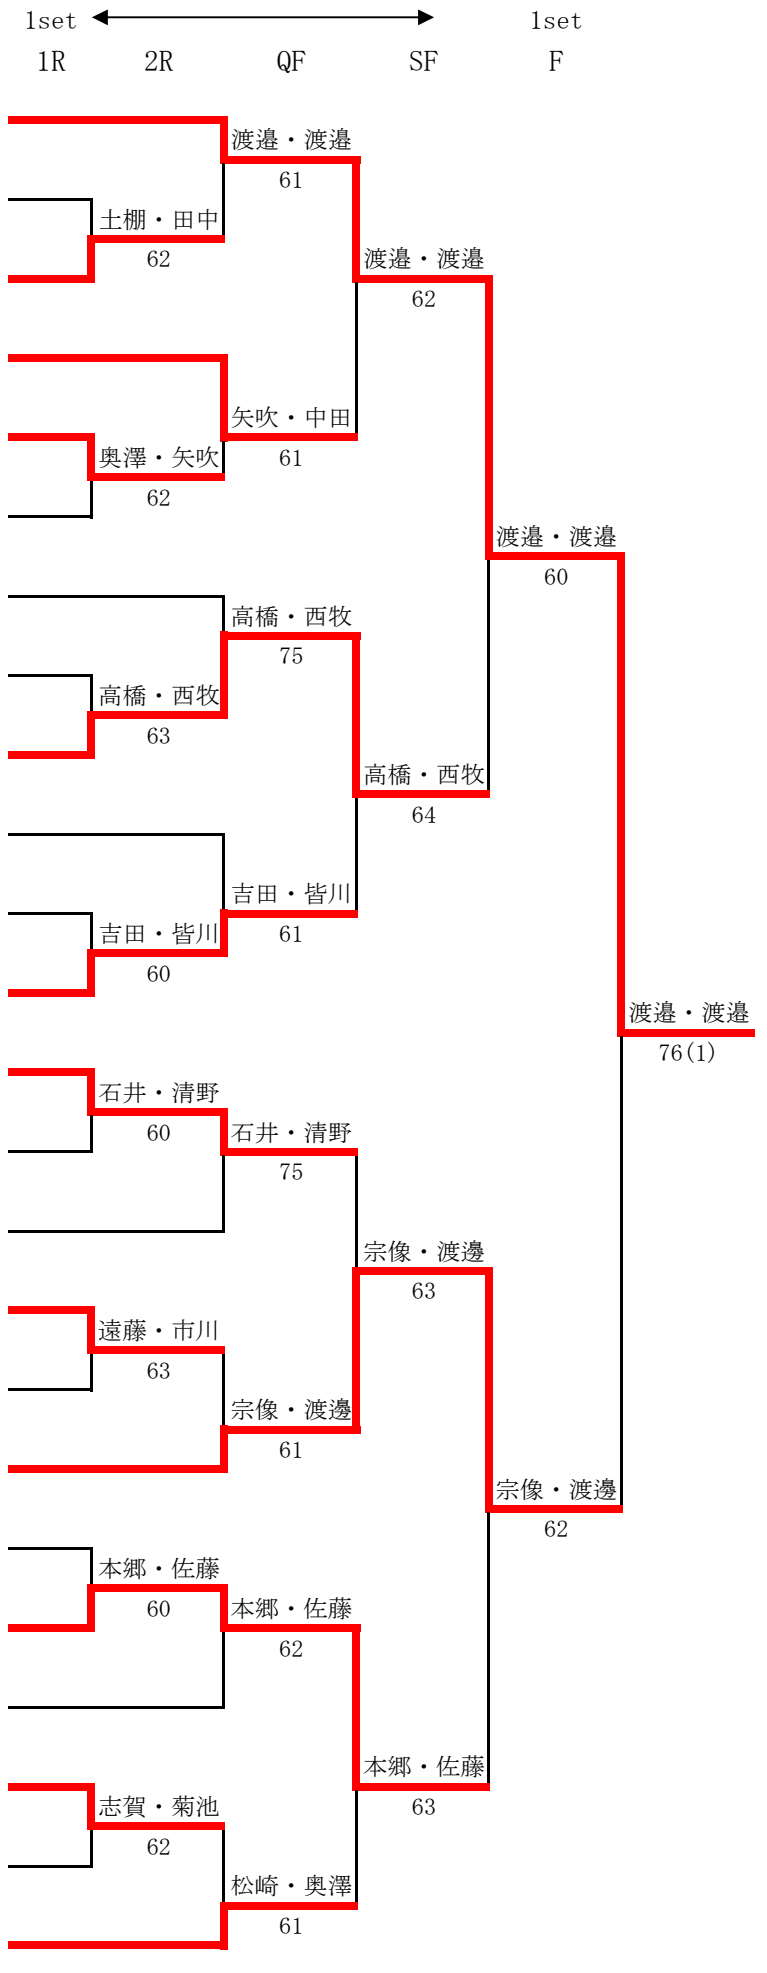 1set 1set
1R 2R QF SF F
渡邉・渡邉
61
土棚・田中
62
渡邉・渡邉
62
矢吹・中田
61
奥澤・矢吹
62
渡邉・渡邉
60
高橋・西牧
75
高橋・西牧
63
高橋・西牧
64
吉田・皆川
61
吉田・皆川
60
渡邉・渡邉
76(1)
石井・清野
60
石井・清野
75
宗像・渡邊
63
遠藤・市川
63
宗像・渡邊
61
宗像・渡邊
62
本郷・佐藤
60
本郷・佐藤
62
本郷・佐藤
63
志賀・菊池
62
松崎・奥澤
61